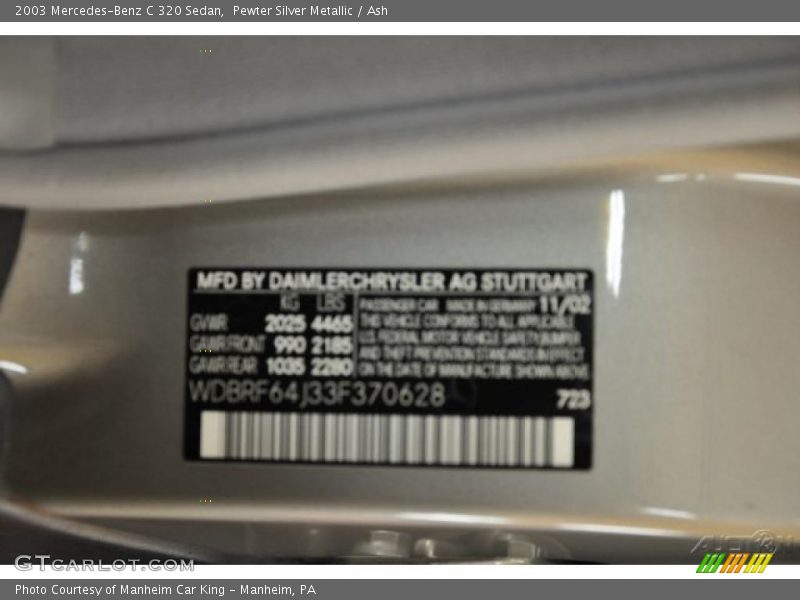 2003 Mercedes-Benz C 320 Sedan,  Pewter Silver Metallic / Ash
MFD BY DAIMLERCHRYSLER AG STUTTGART
KG LBS
PASSENGER CAR MADE IN GERMANY 11/02
GVWR 2025 4465
THIS VEHICLE CONFORMS TO ALL APPLICABLE
GAWR FRONT 990 2185
U.S. FEDERAL MOTOR VEHICLE SAFETY BUMPER
AND THEFT PREVENTION STANDARDS IN EFFECT
GAWR REAR 1035 2280
ON THE DATE OF MANUFACTURE SHOWN ABOVE
WDBRF64J33F370628
723
GTCARLOT.COM
Photo Courtesy of Manheim Car King - Manheim, PA